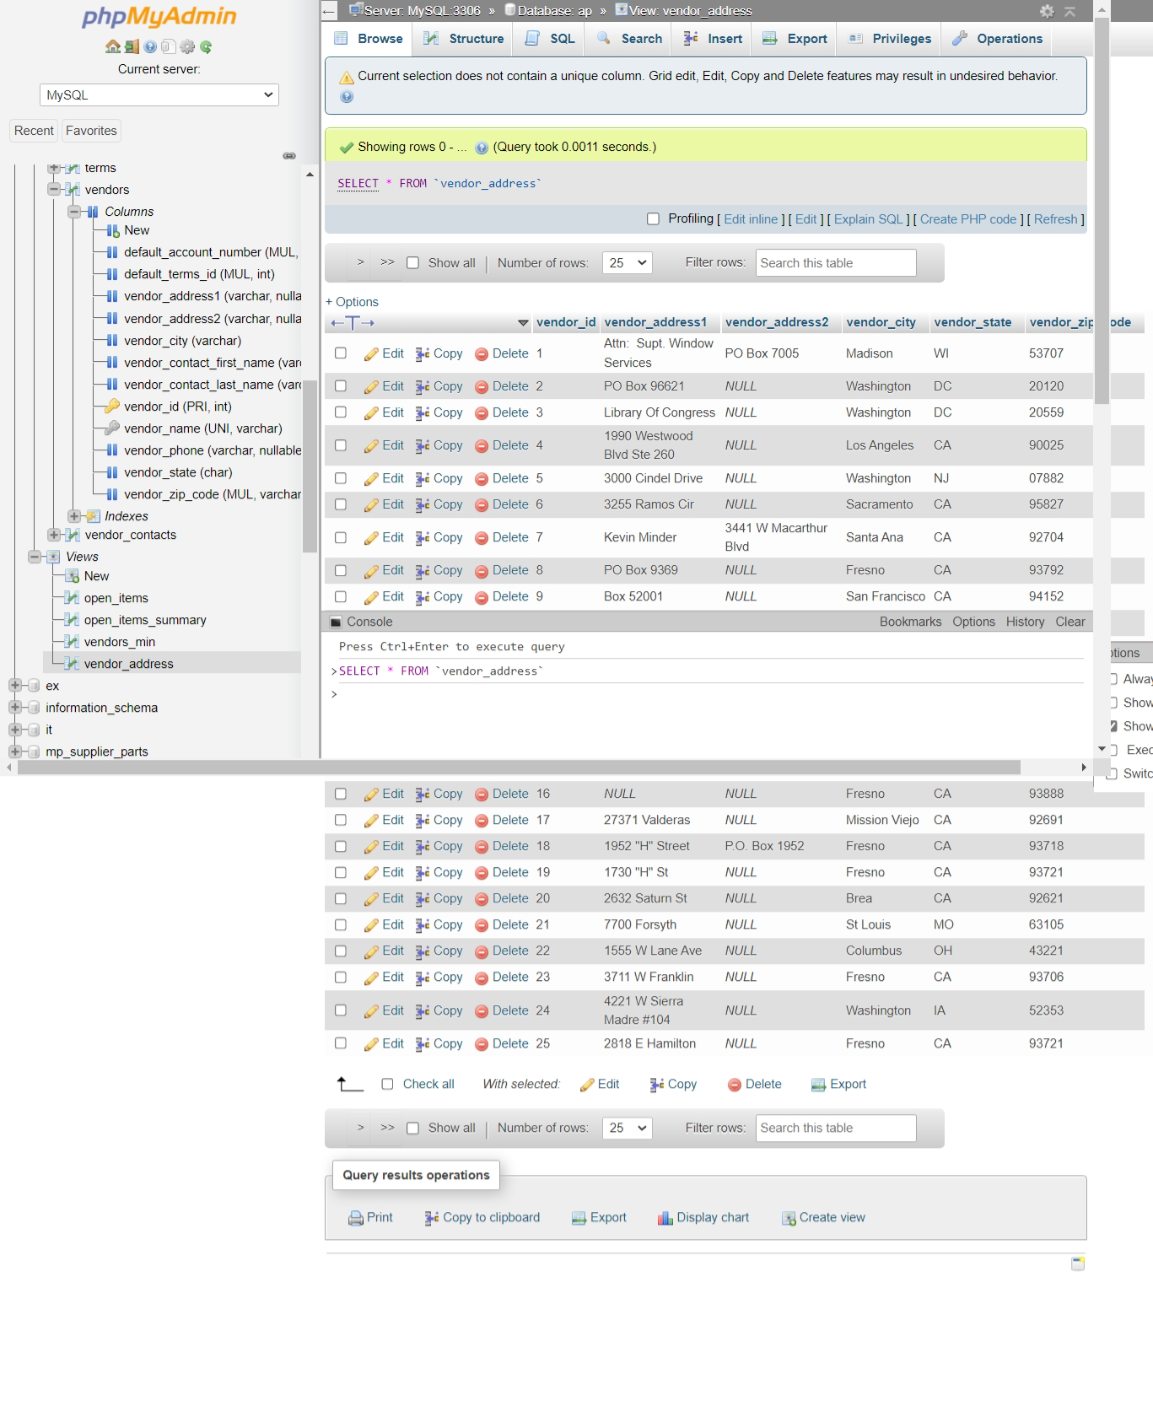 phpMyAdmin
Current server:
MySQL
Recent Favorites
terms
vendors
Columns
New
default_account_number (MUL,
default_terms_id (MUL, int)
vendor_address1 (varchar, nulla
vendor_address2 (varchar, nulla
vendor_city (varchar)
vendor_contact_first_name (var
vendor_contact_last_name (varc
vendor_id (PRI, int)
vendor_name (UNI, varchar)
vendor_phone (varchar, nullable
vendor_state (char)
vendor_zip_code (MUL, varchar
Indexes
vendor_contacts
Views
New
open_items
open_items_summary
vendors_min
vendor_address
ex
information_schema
it
mp_supplier_parts
Server: MySQL:3306 » Database: ap » View: vendor_address
Browse Structure SQL Search Insert Export Privileges Operations
Current selection does not contain a unique column. Grid edit, Edit, Copy and Delete features may result in undesired behavior.
Showing rows 0 - ... (Query took 0.0011 seconds.)
SELECT * FROM `vendor_address`
Profiling [ Edit inline ] [ Edit ] [ Explain SQL ] [ Create PHP code ] [ Refresh ]
> >> Show all | Number of rows: 25 Filter rows: Search this table
+ Options
←T→ vendor_id vendor_address1 vendor_address2 vendor_city vendor_state vendor_zip ode
Edit Copy Delete 1 Attn: Supt. Window Services PO Box 7005 Madison WI 53707
Edit Copy Delete 2 PO Box 96621 NULL Washington DC 20120
Edit Copy Delete 3 Library Of Congress NULL Washington DC 20559
Edit Copy Delete 4 1990 Westwood Blvd Ste 260 NULL Los Angeles CA 90025
Edit Copy Delete 5 3000 Cindel Drive NULL Washington NJ 07882
Edit Copy Delete 6 3255 Ramos Cir NULL Sacramento CA 95827
Edit Copy Delete 7 Kevin Minder 3441 W Macarthur Blvd Santa Ana CA 92704
Edit Copy Delete 8 PO Box 9369 NULL Fresno CA 93792
Edit Copy Delete 9 Box 52001 NULL San Francisco CA 94152
Console Bookmarks Options History Clear
Press Ctrl+Enter to execute query
>SELECT * FROM `vendor_address`
>
ptions
Alway
Show
Show
Exec
Switc
Edit Copy Delete 16 NULL NULL Fresno CA 93888
Edit Copy Delete 17 27371 Valderas NULL Mission Viejo CA 92691
Edit Copy Delete 18 1952 "H" Street P.O. Box 1952 Fresno CA 93718
Edit Copy Delete 19 1730 "H" St NULL Fresno CA 93721
Edit Copy Delete 20 2632 Saturn St NULL Brea CA 92621
Edit Copy Delete 21 7700 Forsyth NULL St Louis MO 63105
Edit Copy Delete 22 1555 W Lane Ave NULL Columbus OH 43221
Edit Copy Delete 23 3711 W Franklin NULL Fresno CA 93706
Edit Copy Delete 24 4221 W Sierra Madre #104 NULL Washington IA 52353
Edit Copy Delete 25 2818 E Hamilton NULL Fresno CA 93721
Check all With selected: Edit Copy Delete Export
> >> Show all | Number of rows: 25 Filter rows: Search this table
Query results operations
Print Copy to clipboard Export Display chart Create view